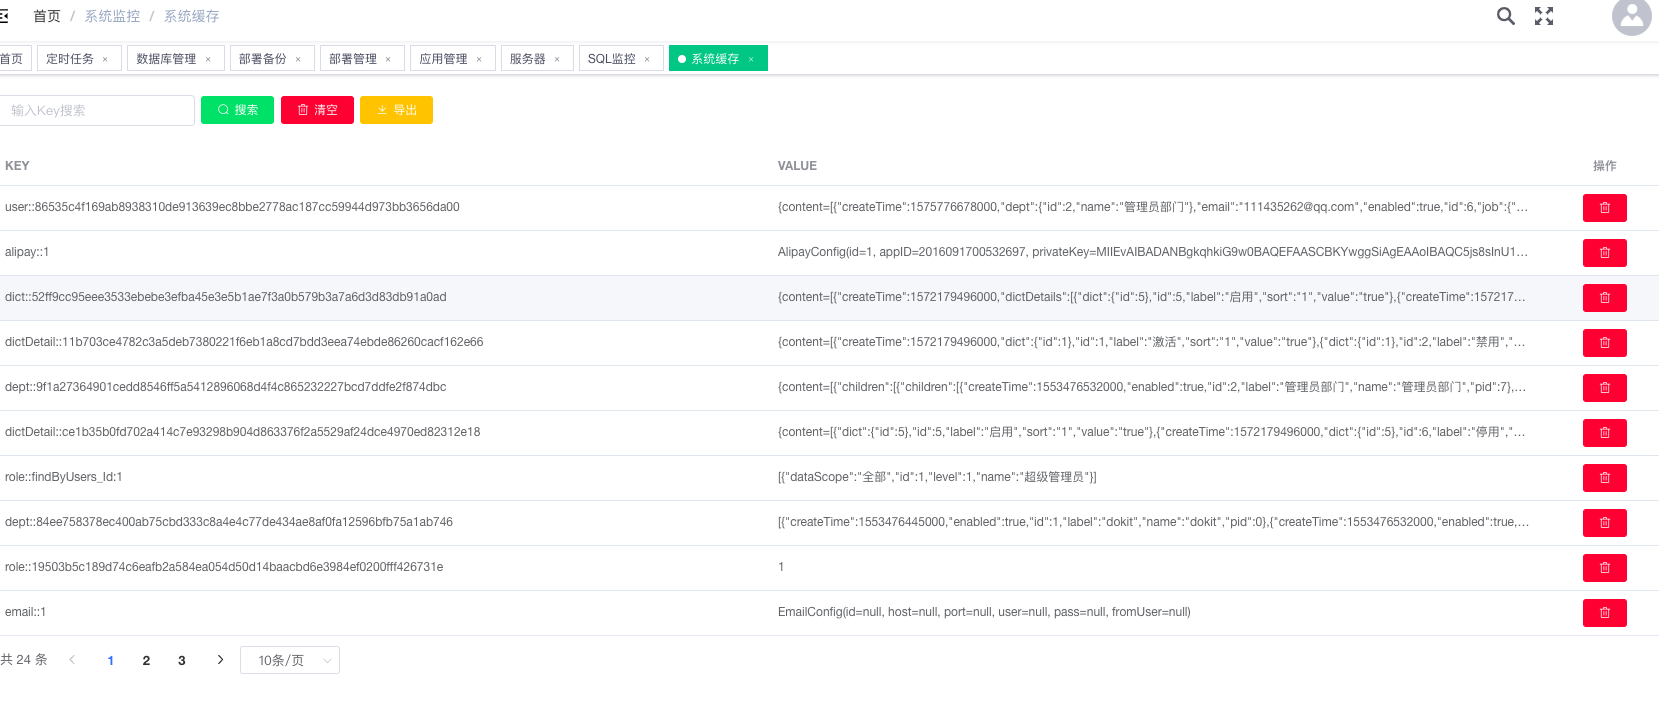 首页 / 系统监控 / 系统缓存
首页 定时任务 × 数据库管理 × 部署备份 × 部署管理 × 应用管理 × 服务器 × SQL监控 × 系统缓存 ×
输入Key搜索 搜索 清空 导出
KEY VALUE 操作
user::86535c4f169ab8938310de913639ec8bbe2778ac187cc59944d973bb3656da00 {content=[{"createTime":1575776678000,"dept":{"id":2,"name":"管理员部门"},"email":"111435262@qq.com","enabled":true,"id":6,"job":{"...
alipay::1 AlipayConfig(id=1, appID=2016091700532697, privateKey=MIIEvAIBADANBgkqhkiG9w0BAQEFAASCBKYwggSiAgEAAoIBAQC5js8sInU1...
dict::52ff9cc95eee3533ebebe3efba45e3e5b1ae7f3a0b579b3a7a6d3d83db91a0ad {content=[{"createTime":1572179496000,"dictDetails":[{"dict":{"id":5},"id":5,"label":"启用","sort":"1","value":"true"},{"createTime":157217...
dictDetail::11b703ce4782c3a5deb7380221f6eb1a8cd7bdd3eea74ebde86260cacf162e66 {content=[{"createTime":1572179496000,"dict":{"id":1},"id":1,"label":"激活","sort":"1","value":"true"},{"dict":{"id":1},"id":2,"label":"禁用","...
dept::9f1a27364901cedd8546ff5a5412896068d4f4c865232227bcd7ddfe2f874dbc {content=[{"children":[{"children":[{"createTime":1553476532000,"enabled":true,"id":2,"label":"管理员部门","name":"管理员部门","pid":7},...
dictDetail::ce1b35b0fd702a414c7e93298b904d863376f2a5529af24dce4970ed82312e18 {content=[{"dict":{"id":5},"id":5,"label":"启用","sort":"1","value":"true"},{"createTime":1572179496000,"dict":{"id":5},"id":6,"label":"停用","...
role::findByUsers_Id:1 [{"dataScope":"全部","id":1,"level":1,"name":"超级管理员"}]
dept::84ee758378ec400ab75cbd333c8a4e4c77de434ae8af0fa12596bfb75a1ab746 [{"createTime":1553476445000,"enabled":true,"id":1,"label":"dokit","name":"dokit","pid":0},{"createTime":1553476532000,"enabled":true,...
role::19503b5c189d74c6eafb2a584ea054d50d14baacbd6e3984ef0200fff426731e 1
email::1 EmailConfig(id=null, host=null, port=null, user=null, pass=null, fromUser=null)
共 24 条 1 2 3 10条/页